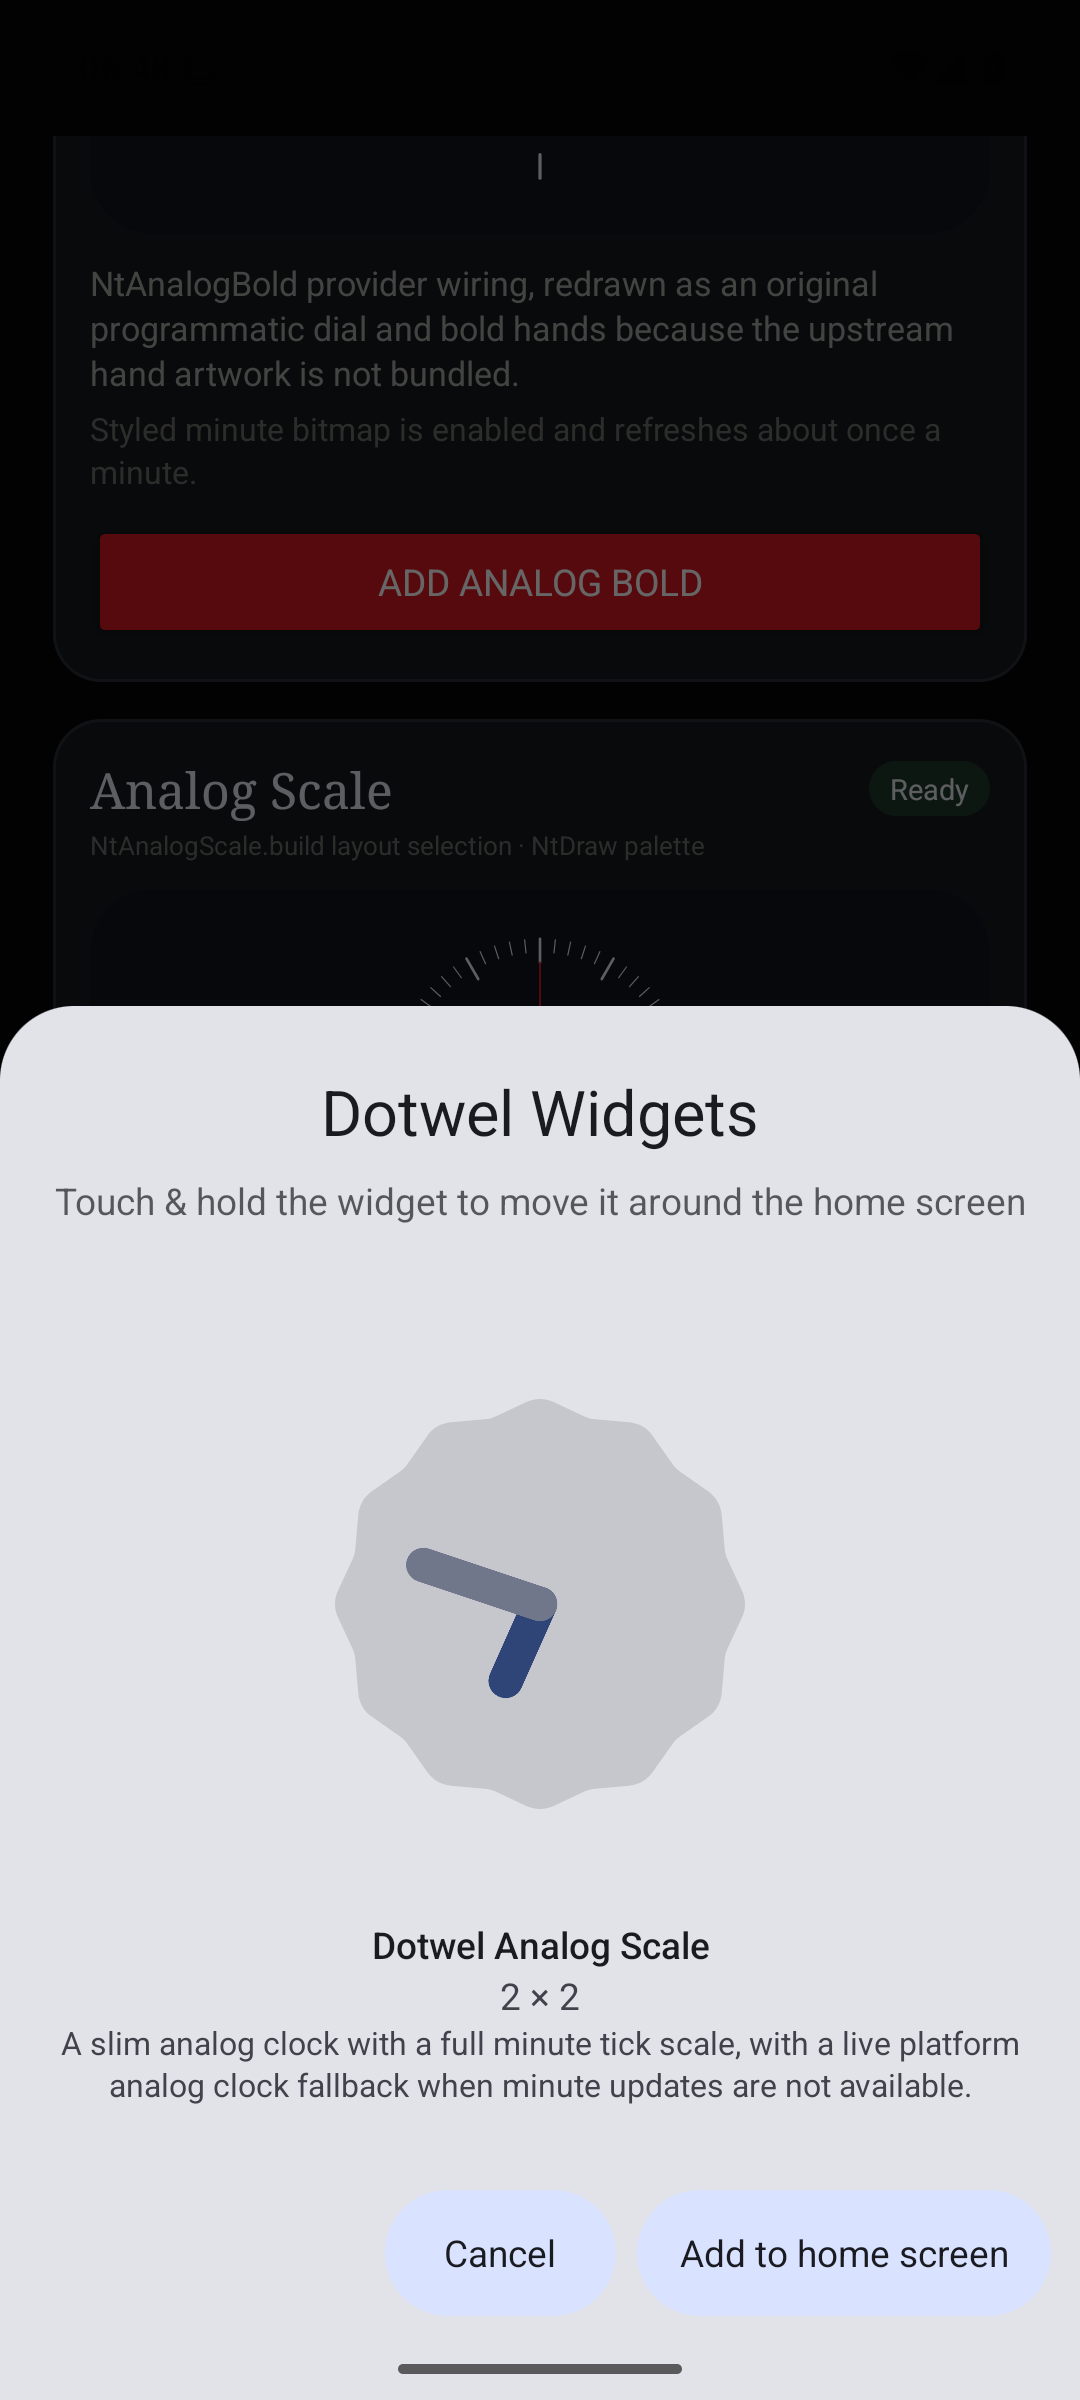 NtAnalogBold provider wiring, redrawn as an original
programmatic dial and bold hands because the upstream
hand artwork is not bundled.
Styled minute bitmap is enabled and refreshes about once a
minute.
ADD ANALOG BOLD
Analog Scale
Ready
NtAnalogScale.build layout selection · NtDraw palette
Dotwel Widgets
Touch & hold the widget to move it around the home screen
Dotwel Analog Scale
2 × 2
A slim analog clock with a full minute tick scale, with a live platform
analog clock fallback when minute updates are not available.
Cancel
Add to home screen